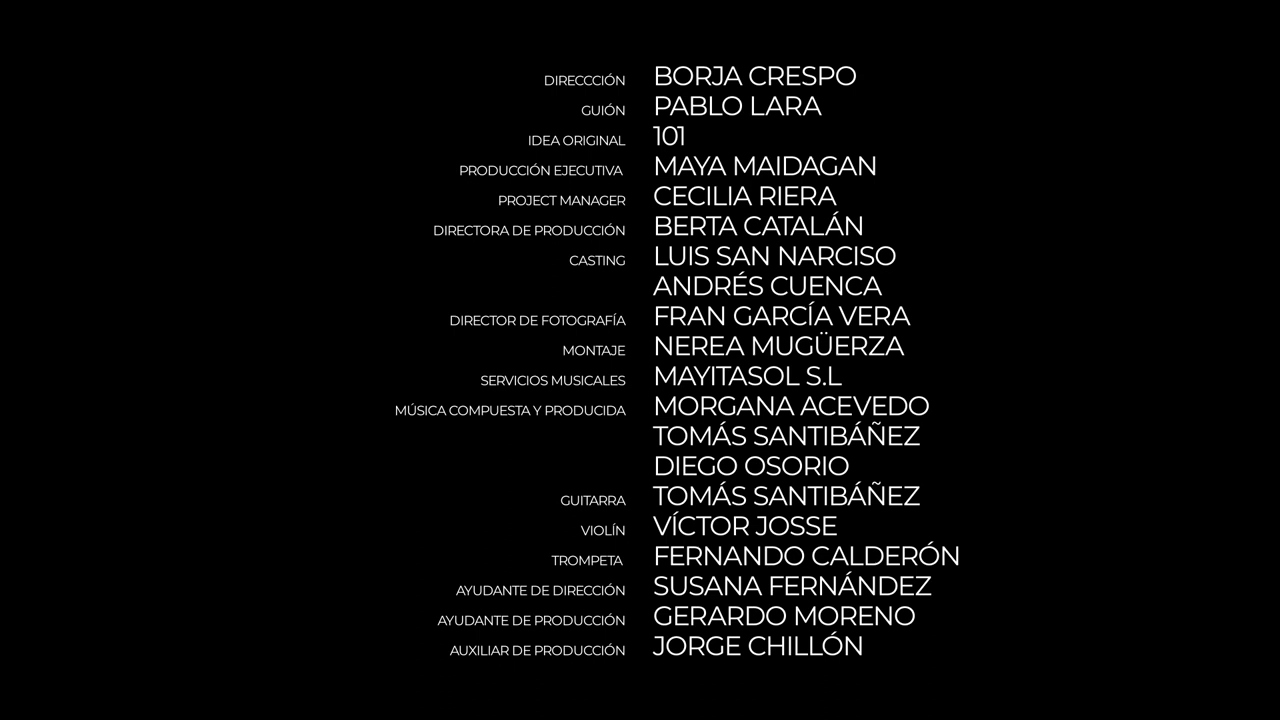 DIRECCCIÓN BORJA CRESPO
GUIÓN PABLO LARA
IDEA ORIGINAL 101
PRODUCCIÓN EJECUTIVA MAYA MAIDAGAN
PROJECT MANAGER CECILIA RIERA
DIRECTORA DE PRODUCCIÓN BERTA CATALÁN
CASTING LUIS SAN NARCISO
ANDRÉS CUENCA
DIRECTOR DE FOTOGRAFÍA FRAN GARCÍA VERA
MONTAJE NEREA MUGÜERZA
SERVICIOS MUSICALES MAYITASOL S.L
MÚSICA COMPUESTA Y PRODUCIDA MORGANA ACEVEDO
TOMÁS SANTIBÁÑEZ
DIEGO OSORIO
GUITARRA TOMÁS SANTIBÁÑEZ
VIOLÍN VÍCTOR JOSSE
TROMPETA FERNANDO CALDERÓN
AYUDANTE DE DIRECCIÓN SUSANA FERNÁNDEZ
AYUDANTE DE PRODUCCIÓN GERARDO MORENO
AUXILIAR DE PRODUCCIÓN JORGE CHILLÓN